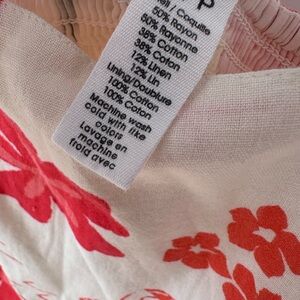 P
ell / Coquille
50% Rayon
50% Rayonne
38% Cotton
38% Coton
12% Linen
12% Lin
Lining/Doublure
100% Cotton
100% Coton
Machine wash
cold with like
colors
Lavage en
machine
froid avec